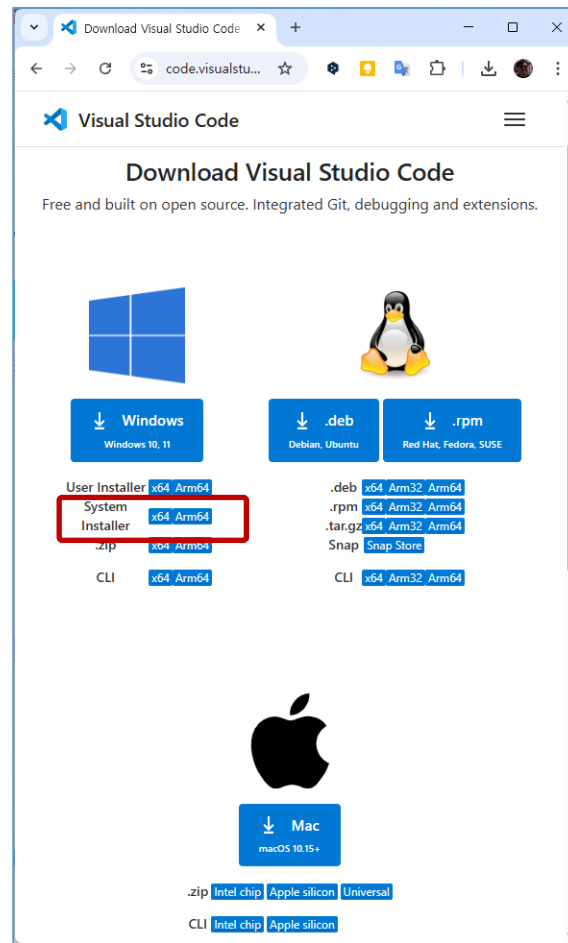 Download Visual Studio Code
code.visualstu...
Visual Studio Code
Download Visual Studio Code
Free and built on open source. Integrated Git, debugging and extensions.
Windows
Windows 10, 11
.deb
Debian, Ubuntu
.rpm
Red Hat, Fedora, SUSE
User Installer x64 Arm64
System Installer x64 Arm64
.zip x64 Arm64
CLI x64 Arm64
.deb x64 Arm32 Arm64
.rpm x64 Arm32 Arm64
.tar.gz x64 Arm32 Arm64
Snap Snap Store
CLI x64 Arm32 Arm64
Mac
macOS 10.15+
.zip Intel chip Apple silicon Universal
CLI Intel chip Apple silicon